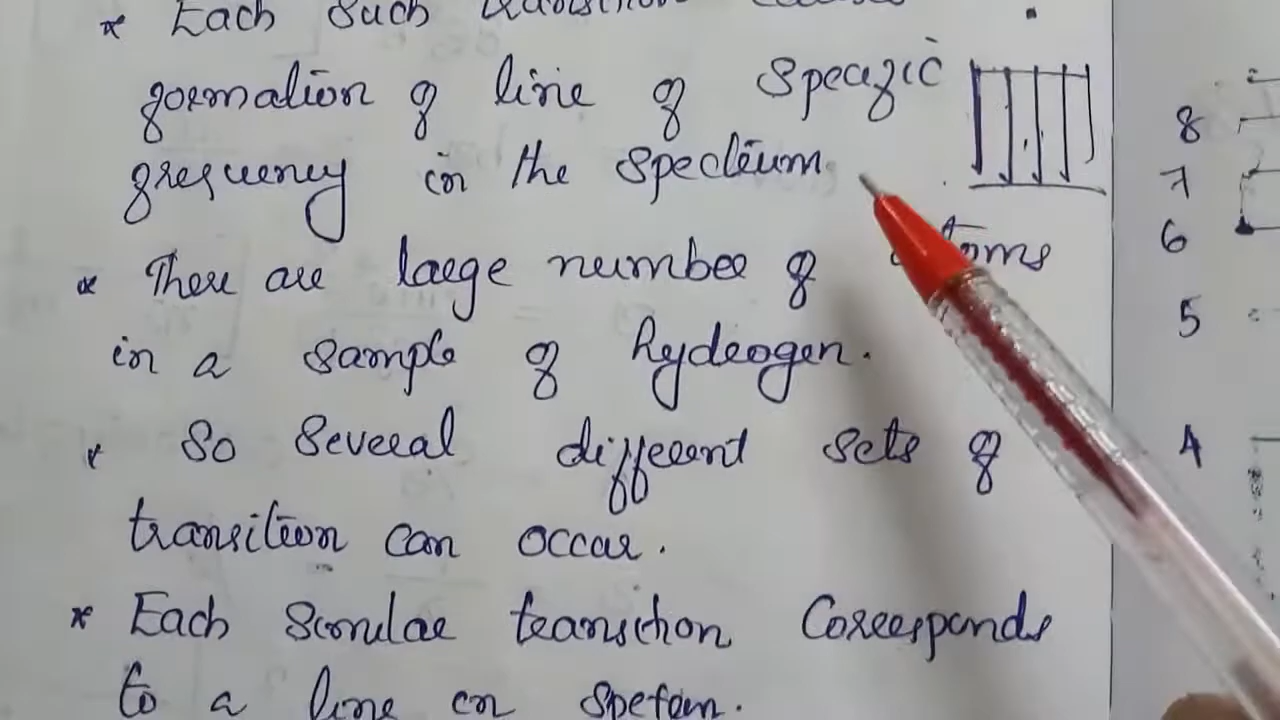 * Each such transition causes
formation of line of specific
frequency in the spectrum
* There are large number of atoms
in a sample of hydrogen.
* So several different sets of
transition can occur.
* Each similar transition corresponds
to a line in
8
7
6
5
4